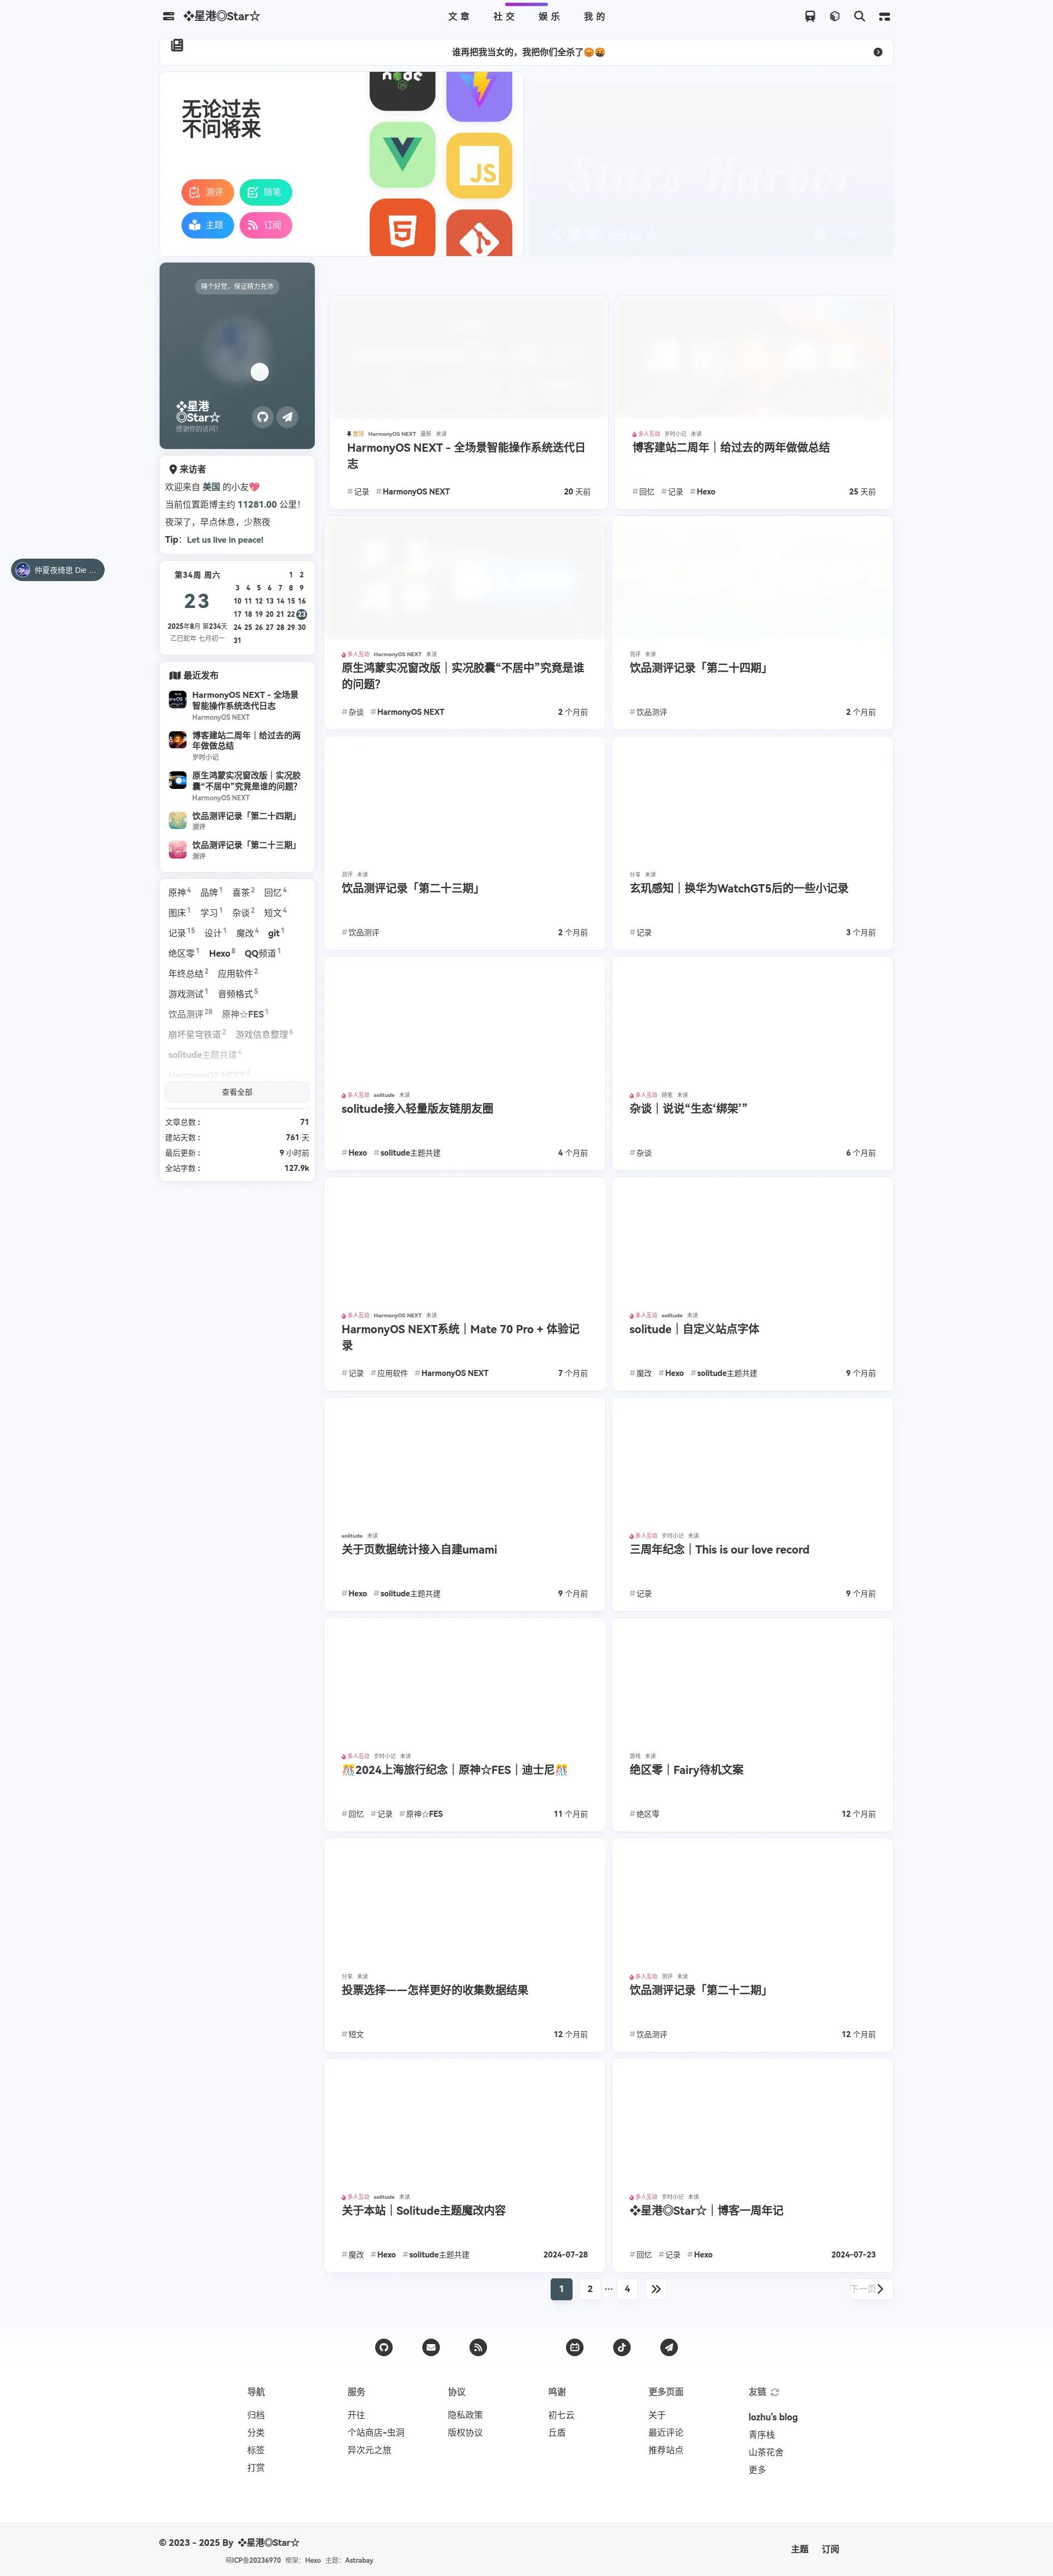 ❖星港◎Star☆
文章 社交 娱乐 我的
谁再把我当女的，我把你们全杀了😡🤬
无论过去
不问将来
测评 随笔
主题 订阅
node
JS
Stars Harbor
睡个好觉，保证精力充沛
❖星港
◎Star☆
感谢你的访问！
来访者
欢迎来自 美国 的小友💖
当前位置距博主约 11281.00 公里！
夜深了，早点休息，少熬夜
Tip：Let us live in peace!
仲夏夜绮思 Die ...
第34周 周六
23
2025年8月 第234天
乙巳蛇年 七月初一
1 2
3 4 5 6 7 8 9
10 11 12 13 14 15 16
17 18 19 20 21 22 23
24 25 26 27 28 29 30
31
最近发布
HarmonyOS NEXT - 全场景
智能操作系统迭代日志
HarmonyOS NEXT
博客建站二周年｜给过去的两
年做做总结
岁时小记
原生鸿蒙实况窗改版｜实况胶
囊“不居中”究竟是谁的问题？
HarmonyOS NEXT
饮品测评记录「第二十四期」
测评
饮品测评记录「第二十三期」
测评
原神4 品牌1 喜茶2 回忆4
图床1 学习1 杂谈2 短文4
记录15 设计1 魔改4 git1
绝区零1 Hexo8 QQ频道1
年终总结2 应用软件2
游戏测试1 音频格式5
饮品测评28 原神☆FES1
崩坏星穹铁道2 游戏信息整理6
solitude主题共建4
HarmonyOS NEXT
查看全部
文章总数 : 71
建站天数 : 761 天
最后更新 : 9 小时前
全站字数 : 127.9k
置顶 HarmonyOS NEXT 最新 未读
HarmonyOS NEXT - 全场景智能操作系统迭代日
志
#记录 #HarmonyOS NEXT 20 天前
多人互动 岁时小记 未读
博客建站二周年｜给过去的两年做做总结
#回忆 #记录 #Hexo 25 天前
多人互动 HarmonyOS NEXT 未读
原生鸿蒙实况窗改版｜实况胶囊“不居中”究竟是谁
的问题？
#杂谈 #HarmonyOS NEXT 2 个月前
测评 未读
饮品测评记录「第二十四期」
#饮品测评 2 个月前
测评 未读
饮品测评记录「第二十三期」
#饮品测评 2 个月前
分享 未读
玄玑感知｜换华为WatchGT5后的一些小记录
#记录 3 个月前
多人互动 solitude 未读
solitude接入轻量版友链朋友圈
#Hexo #solitude主题共建 4 个月前
多人互动 随笔 未读
杂谈｜说说“生态‘绑架’”
#杂谈 6 个月前
多人互动 HarmonyOS NEXT 未读
HarmonyOS NEXT系统｜Mate 70 Pro + 体验记
录
#记录 #应用软件 #HarmonyOS NEXT 7 个月前
多人互动 solitude 未读
solitude｜自定义站点字体
#魔改 #Hexo #solitude主题共建 9 个月前
solitude 未读
关于页数据统计接入自建umami
#Hexo #solitude主题共建 9 个月前
多人互动 岁时小记 未读
三周年纪念｜This is our love record
#记录 9 个月前
多人互动 岁时小记 未读
🎊2024上海旅行纪念｜原神☆FES｜迪士尼🎊
#回忆 #记录 #原神☆FES 11 个月前
游戏 未读
绝区零｜Fairy待机文案
#绝区零 12 个月前
分享 未读
投票选择——怎样更好的收集数据结果
#短文 12 个月前
多人互动 测评 未读
饮品测评记录「第二十二期」
#饮品测评 12 个月前
多人互动 solitude 未读
关于本站｜Solitude主题魔改内容
#魔改 #Hexo #solitude主题共建 2024-07-28
多人互动 岁时小记 未读
❖星港◎Star☆｜博客一周年记
#回忆 #记录 #Hexo 2024-07-23
1 2 … 4 下一页
导航 服务 协议 鸣谢 更多页面 友链
归档 开往 隐私政策 初七云 关于 lozhu's blog
分类 个站商店-虫洞 版权协议 丘盾 最近评论 青序栈
标签 异次元之旅 推荐站点 山茶花舍
打赏 更多
© 2023 - 2025 By ❖星港◎Star☆
萌ICP备20236970 框架：Hexo 主题：Astrabay
主题 订阅